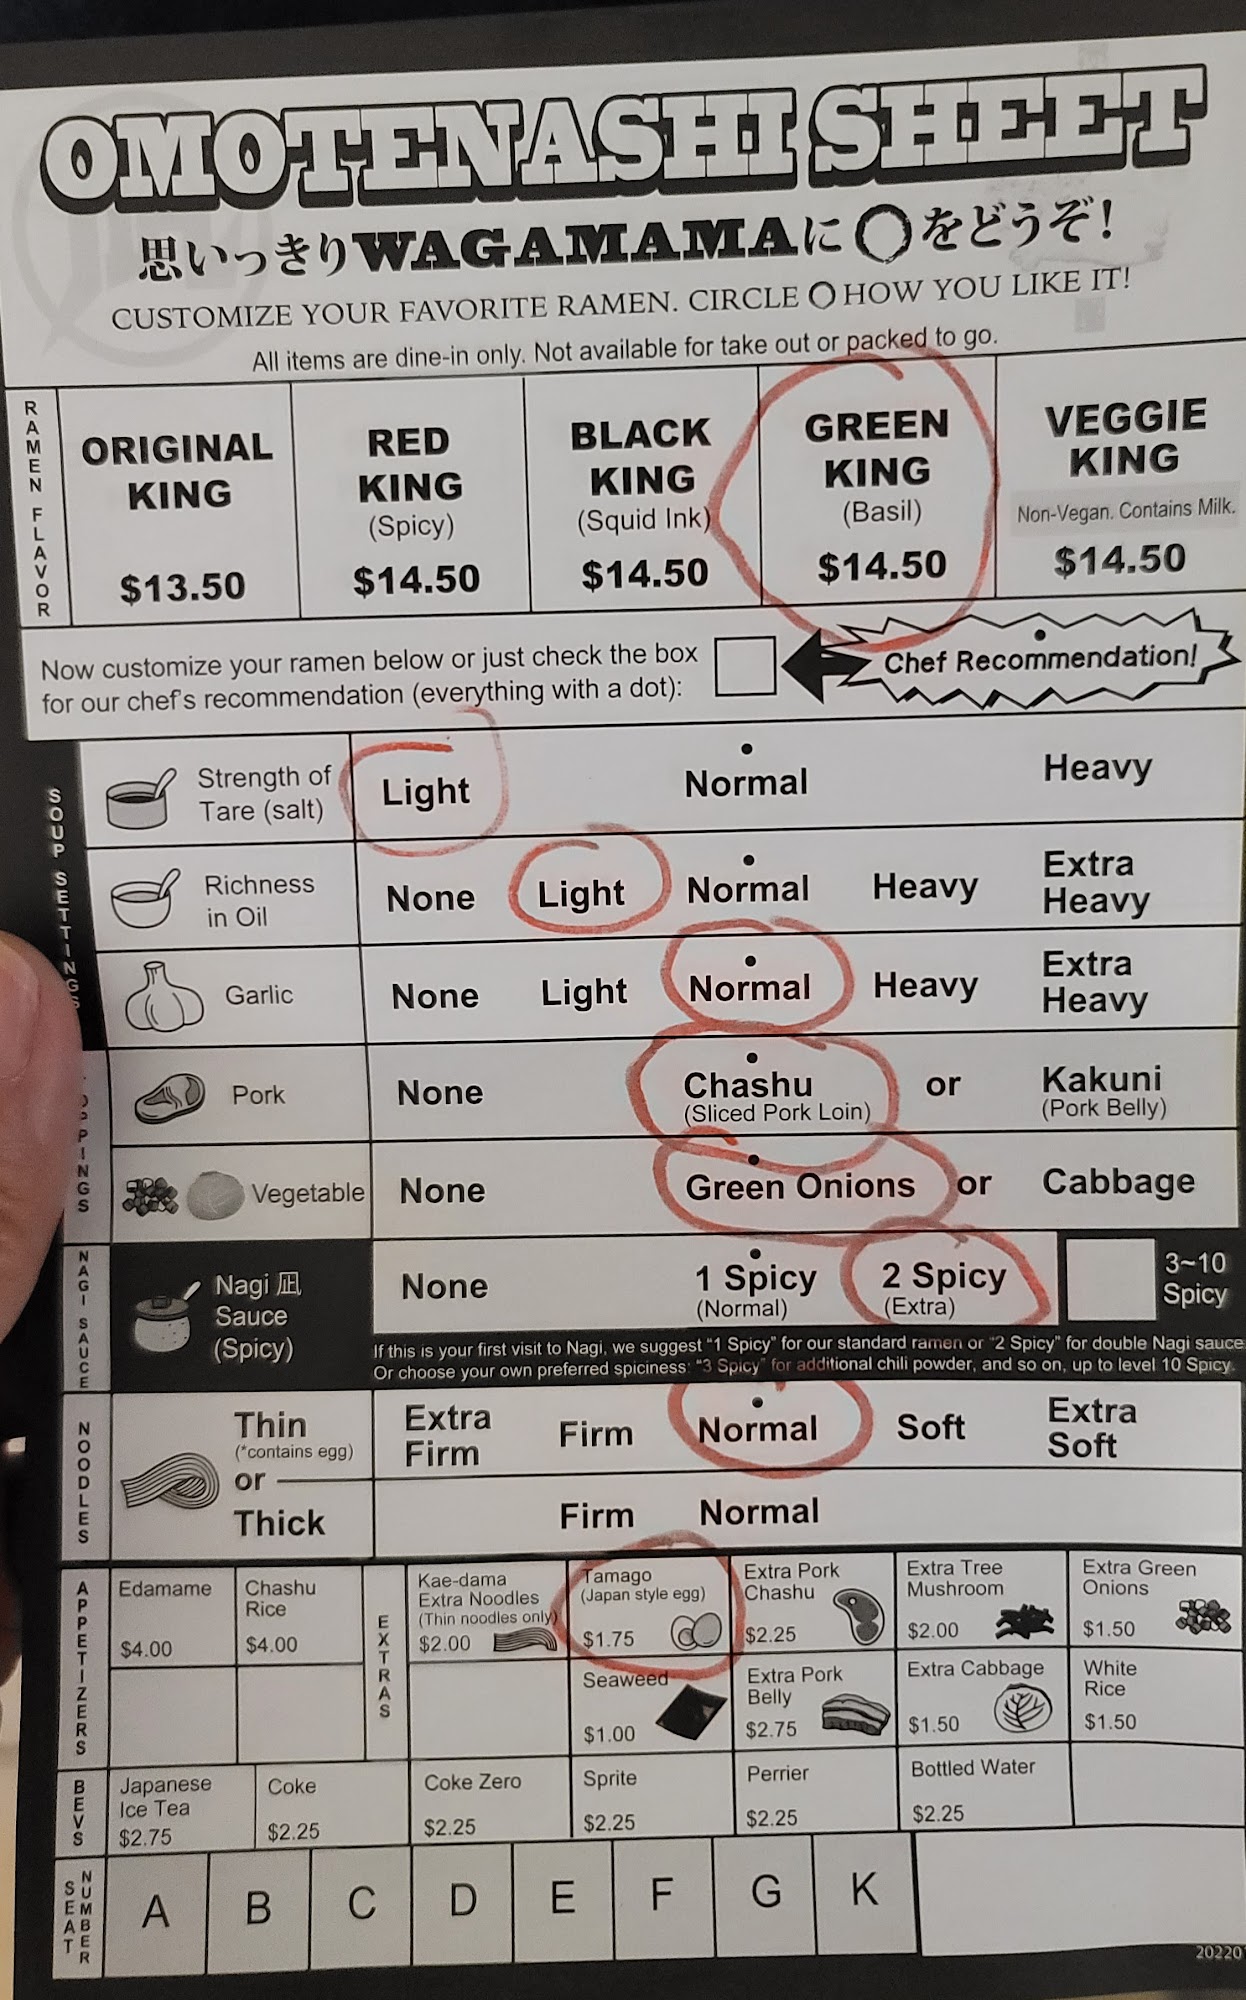 OMOTENASHI SHEET
思いっきりWAGAMAMAに◯をどうぞ!
CUSTOMIZE YOUR FAVORITE RAMEN. CIRCLE ◯ HOW YOU LIKE IT!
All items are dine-in only. Not available for take out or packed to go.
RAMEN FLAVOR
ORIGINAL KING
$13.50
RED KING
(Spicy)
$14.50
BLACK KING
(Squid Ink)
$14.50
GREEN KING
(Basil)
$14.50
VEGGIE KING
Non-Vegan. Contains Milk.
$14.50
Now customize your ramen below or just check the box
for our chef's recommendation (everything with a dot):
Chef Recommendation!
SOUP SETTINGS
Strength of
Tare (salt)
Light
Normal
Heavy
Richness
in Oil
None
Light
Normal
Heavy
Extra
Heavy
Garlic
None
Light
Normal
Heavy
Extra
Heavy
TOPPINGS
Pork
None
Chashu
(Sliced Pork Loin)
or
Kakuni
(Pork Belly)
Vegetable
None
Green Onions
or
Cabbage
NAGI SAUCE
Nagi 凪
Sauce
(Spicy)
None
1 Spicy
(Normal)
2 Spicy
(Extra)
3~10
Spicy
If this is your first visit to Nagi, we suggest "1 Spicy" for our standard ramen or "2 Spicy" for double Nagi sauce
Or choose your own preferred spiciness: "3 Spicy" for additional chili powder, and so on, up to level 10 Spicy.
NOODLES
Thin
(*contains egg)
or
Thick
Extra
Firm
Firm
Normal
Soft
Extra
Soft
Firm
Normal
APPETIZERS
Edamame
$4.00
Chashu
Rice
$4.00
EXTRAS
Kae-dama
Extra Noodles
(Thin noodles only)
$2.00
Tamago
(Japan style egg)
$1.75
Extra Pork
Chashu
$2.25
Extra Tree
Mushroom
$2.00
Extra Green
Onions
$1.50
Seaweed
$1.00
Extra Pork
Belly
$2.75
Extra Cabbage
$1.50
White
Rice
$1.50
BEVS
Japanese
Ice Tea
$2.75
Coke
$2.25
Coke Zero
$2.25
Sprite
$2.25
Perrier
$2.25
Bottled Water
$2.25
SEAT NUMBER
A
B
C
D
E
F
G
K
20220